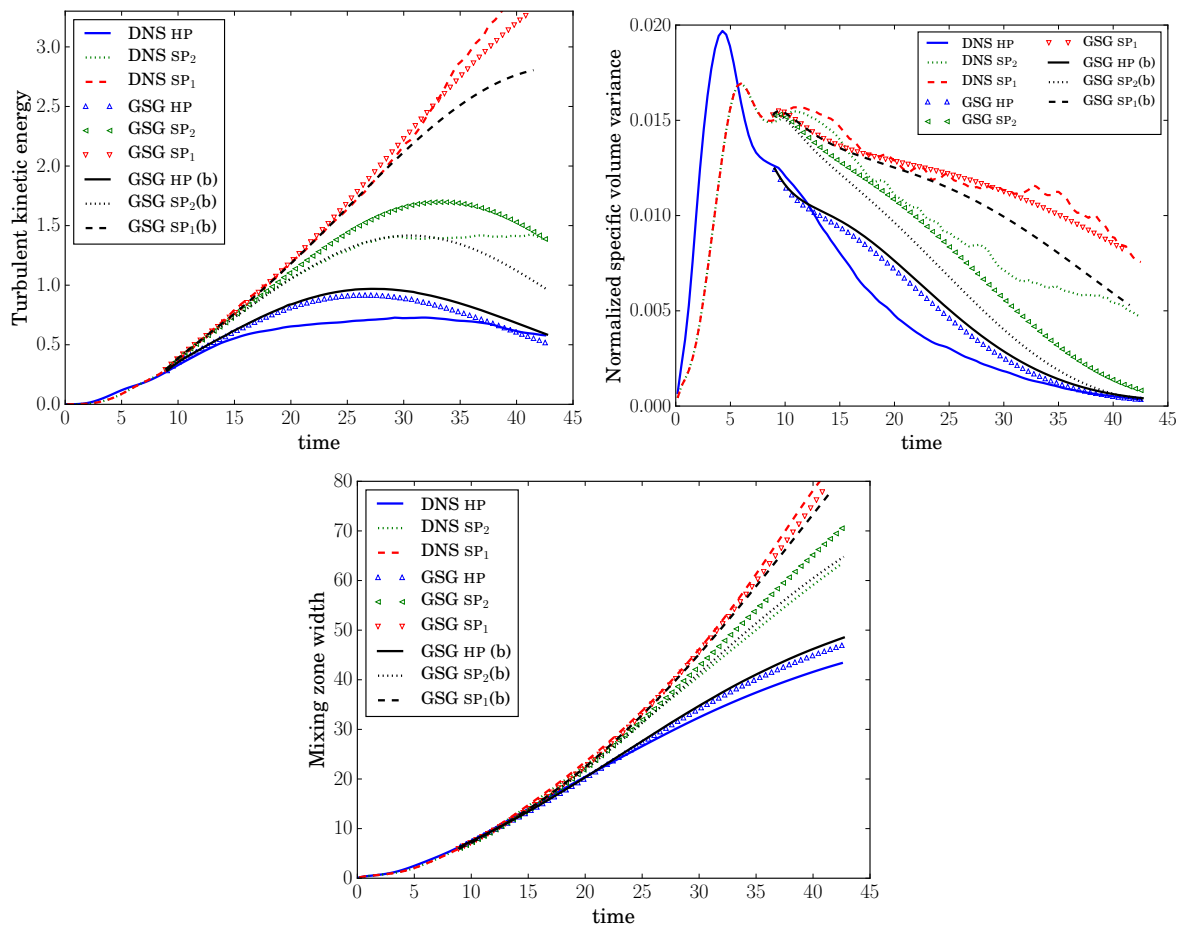 Turbulent kinetic energy
3.0
2.5
2.0
1.5
1.0
0.5
0.0
DNS HP
DNS SP₂
DNS SP₁
GSG HP
GSG SP₂
GSG SP₁
GSG HP (b)
GSG SP₂(b)
GSG SP₁(b)
0 5 10 15 20 25 30 35 40 45
time
Normalized specific volume variance
0.020
0.015
0.010
0.005
0.000
DNS HP
DNS SP₂
DNS SP₁
GSG HP
GSG SP₂
GSG SP₁
GSG HP (b)
GSG SP₂(b)
GSG SP₁(b)
0 5 10 15 20 25 30 35 40 45
time
Mixing zone width
80
70
60
50
40
30
20
10
0
DNS HP
DNS SP₂
DNS SP₁
GSG HP
GSG SP₂
GSG SP₁
GSG HP (b)
GSG SP₂(b)
GSG SP₁(b)
0 5 10 15 20 25 30 35 40 45
time